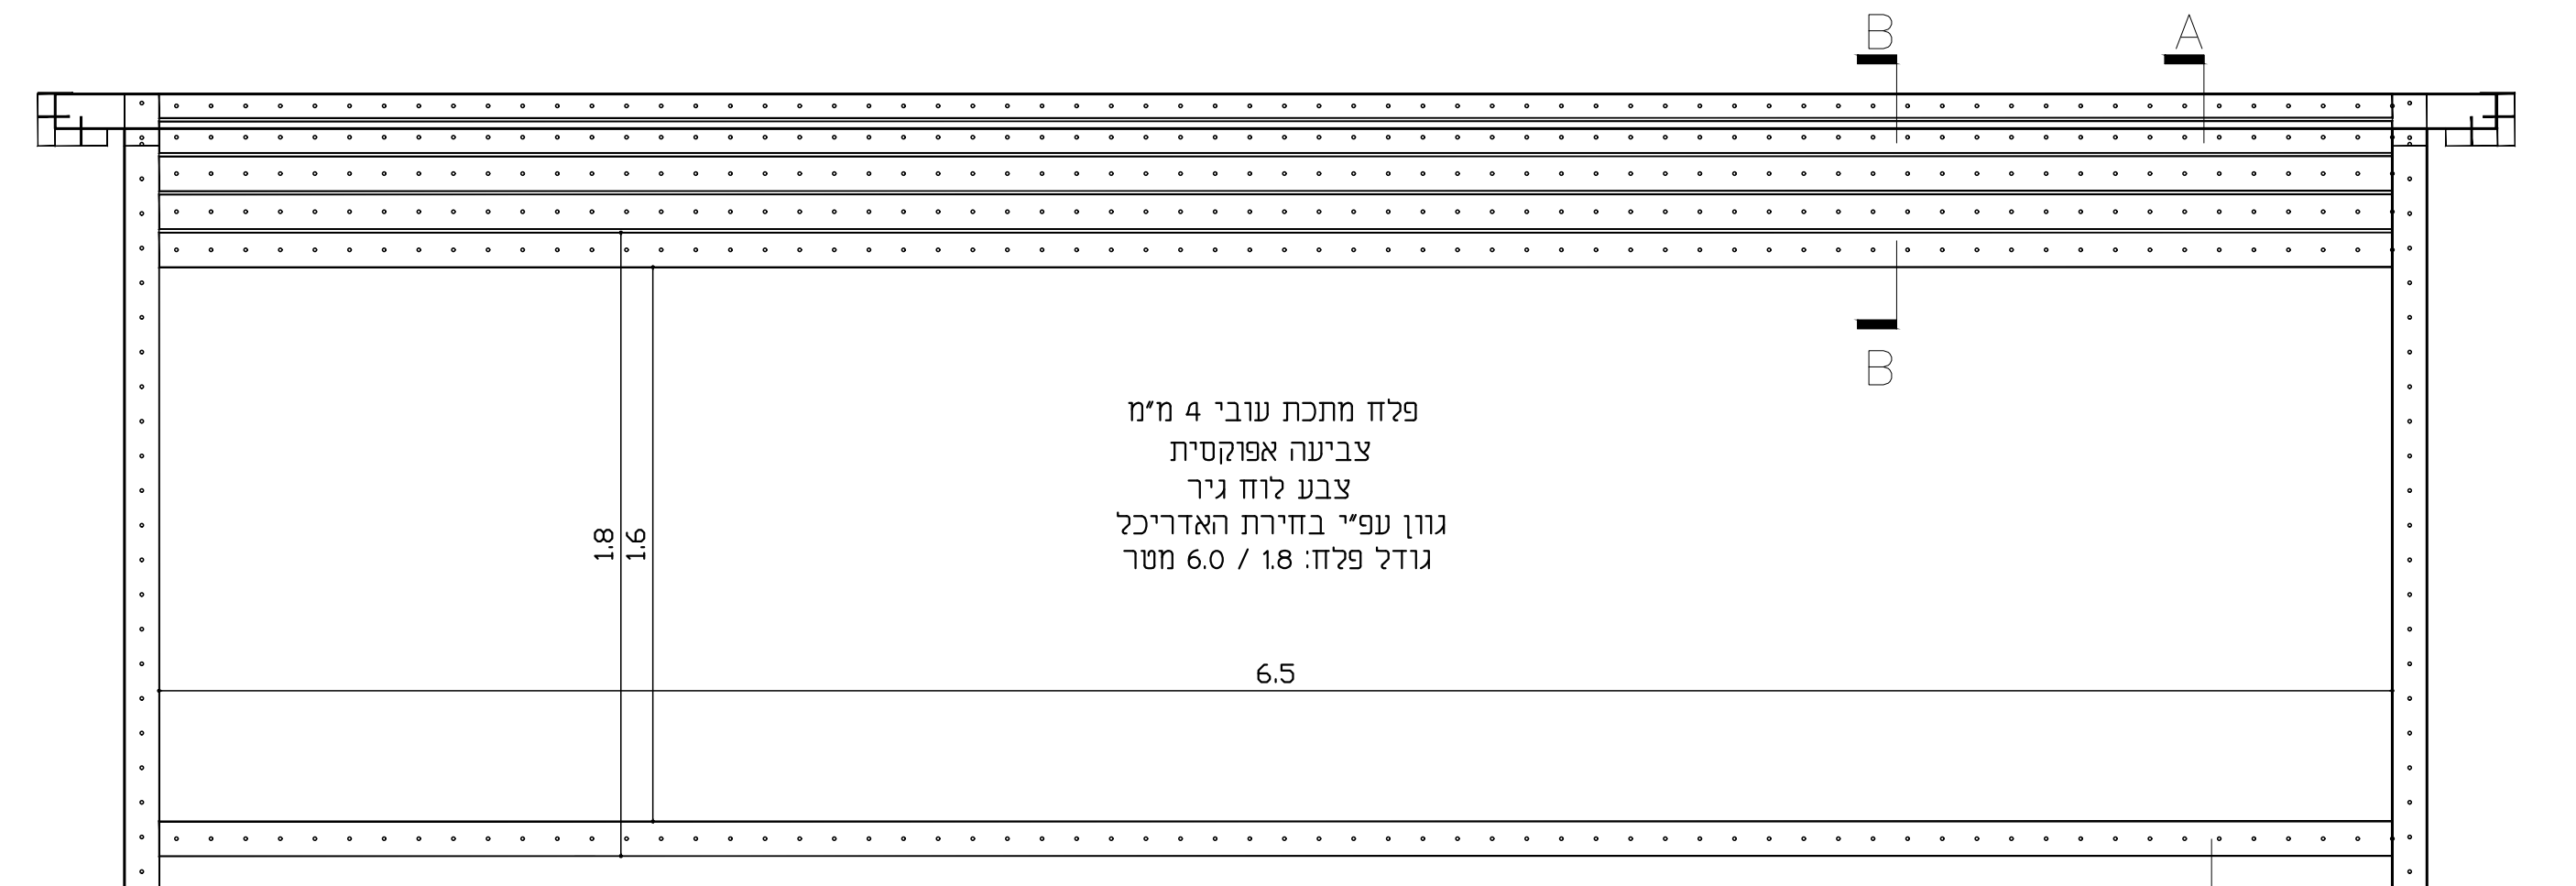 B
A
B
פלח מתכת עובי 4 מ"מ
צביעה אפוקסית
צבע לוח גיר
גוון עפ"י בחירת האדריכל
גודל פלח: 1.8 / 6.0 מטר
1.8
1.6
6.5